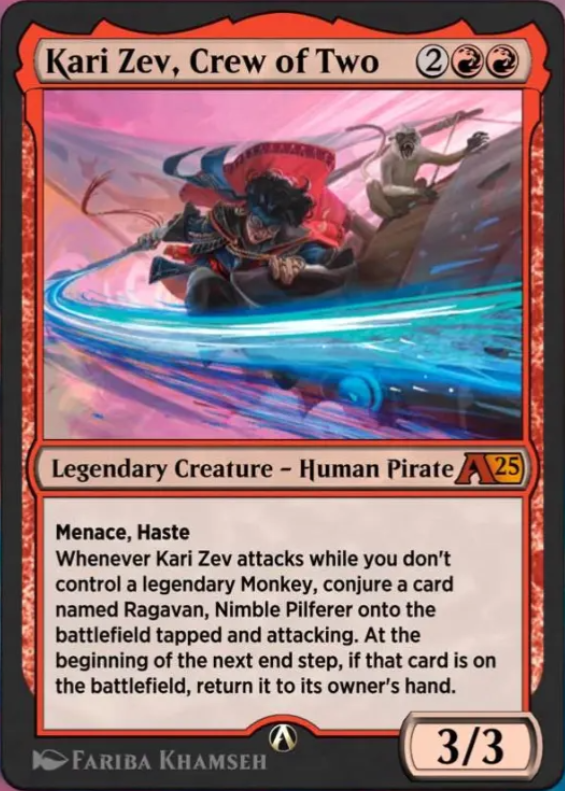 Kari Zev, Crew of Two 2
Legendary Creature – Human Pirate A25
Menace, Haste
Whenever Kari Zev attacks while you don't
control a legendary Monkey, conjure a card
named Ragavan, Nimble Pilferer onto the
battlefield tapped and attacking. At the
beginning of the next end step, if that card is on
the battlefield, return it to its owner's hand.
3/3
FARIBA KHAMSEH